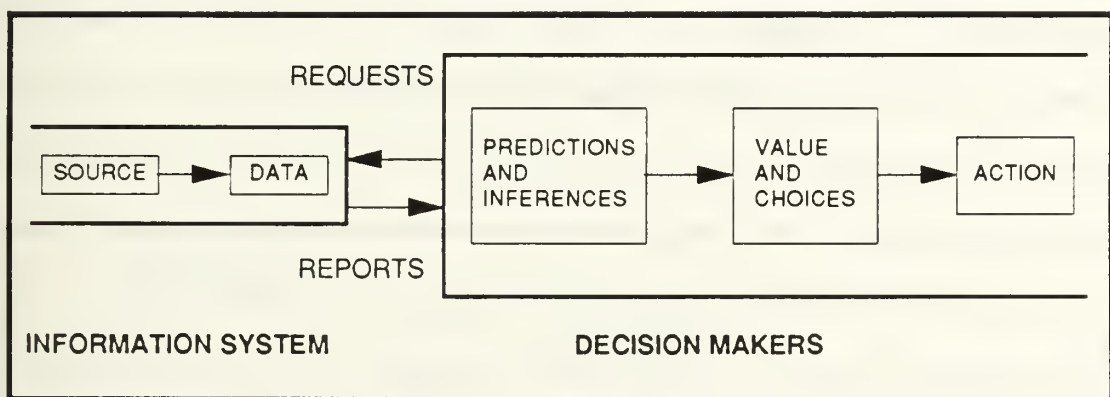 REQUESTS
SOURCE
DATA
PREDICTIONS
AND
INFERENCES
VALUE
AND
CHOICES
ACTION
REPORTS
INFORMATION SYSTEM
DECISION MAKERS